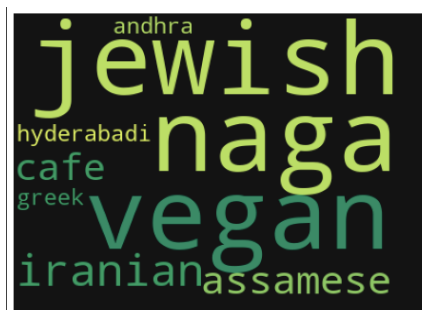 andhra
jewish
hyderabadi
naga
cafe
greek
vegan
iranian
assamese